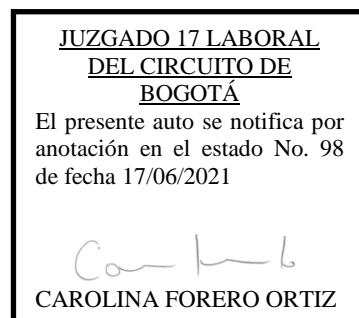 JUZGADO 17 LABORAL
DEL CIRCUITO DE
BOGOTÁ
El presente auto se notifica por
anotación en el estado No. 98
de fecha 17/06/2021
CAROLINA FORERO ORTIZ